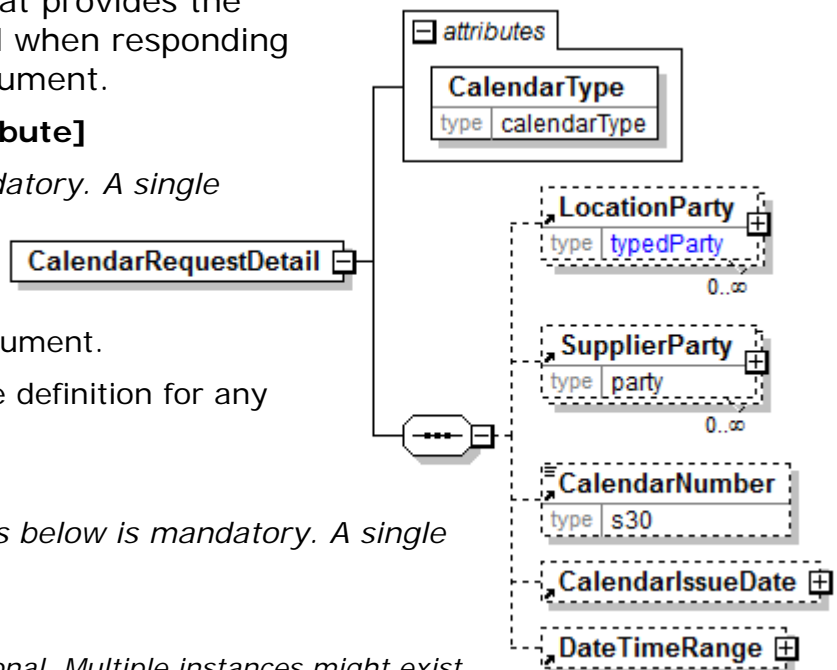 at provides the
when responding
ument.
bute]
datory. A single
ument.
e definition for any
s below is mandatory. A single
onal. Multiple instances might exist
CalendarRequestDetail
attributes
CalendarType
type calendarType
LocationParty
type typedParty
0..∞
SupplierParty
type party
0..∞
CalendarNumber
type s30
CalendarIssueDate
DateTimeRange